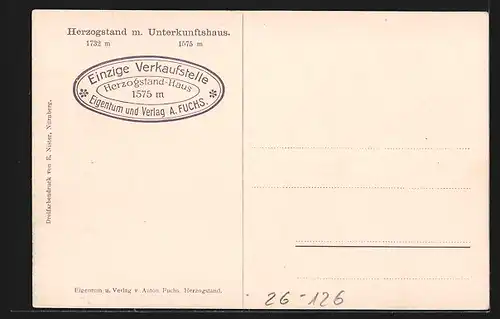 Herzogstand m. Unterkunftshaus.
1732 m 1575 m
Einzige Verkaufstelle
Herzogstand-Haus
1575 m
Eigentum und Verlag A. FUCHS.
Dreifarbendruck von E. Nister, Nürnberg.
Eigentum u. Verlag v. Anton Fuchs, Herzogstand.
26-126